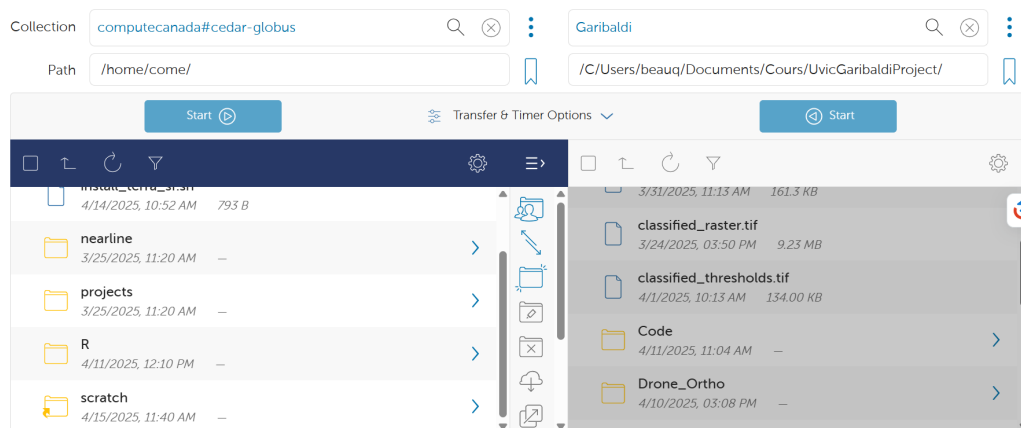 Collection
computecanada#cedar-globus
Garibaldi
Path
/home/come/
/C/Users/beauq/Documents/Cours/UvicGaribaldiProject/
Start
Transfer & Timer Options
Start
install_terra_sf.sh
4/14/2025, 10:52 AM 793 B
nearline
3/25/2025, 11:20 AM —
projects
3/25/2025, 11:20 AM —
R
4/11/2025, 12:10 PM —
scratch
4/15/2025, 11:40 AM —
3/31/2025, 11:13 AM 161.3 KB
classified_raster.tif
3/24/2025, 03:50 PM 9.23 MB
classified_thresholds.tif
4/1/2025, 10:13 AM 134.00 KB
Code
4/11/2025, 11:04 AM —
Drone_Ortho
4/10/2025, 03:08 PM —